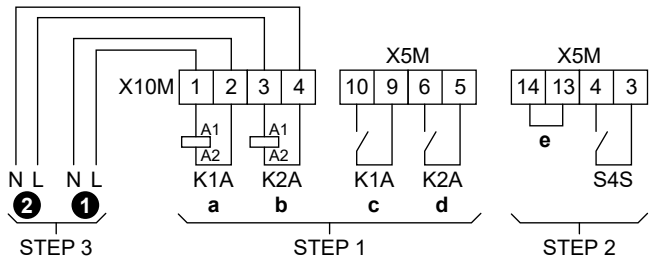 X5M X5M
X10M 1 2 3 4 10 9 6 5 14 13 4 3
A1 A1 e
A2 A2
N L N L K1A K2A K1A K2A S4S
2 1 a b c d
STEP 3 STEP 1 STEP 2